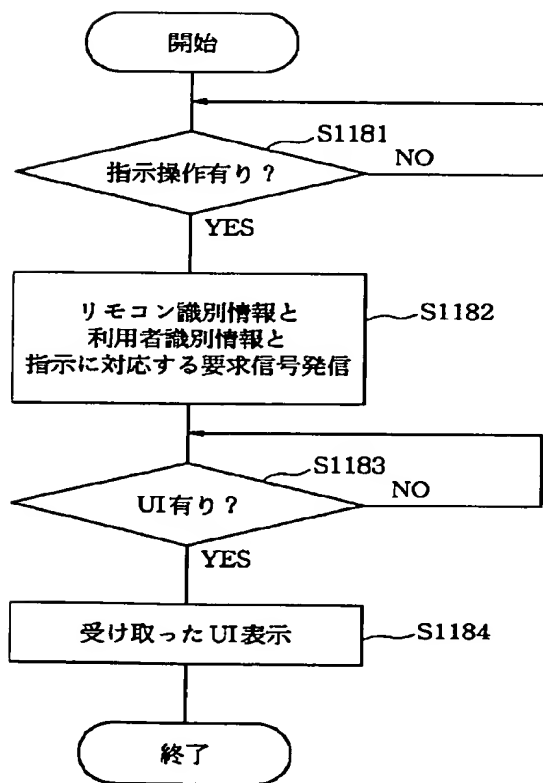 開始
S1181
指示操作有り？
NO
YES
リモコン識別情報と
利用者識別情報と
指示に対応する要求信号発信
S1182
S1183
UI有り？
NO
YES
受け取ったUI表示
S1184
終了